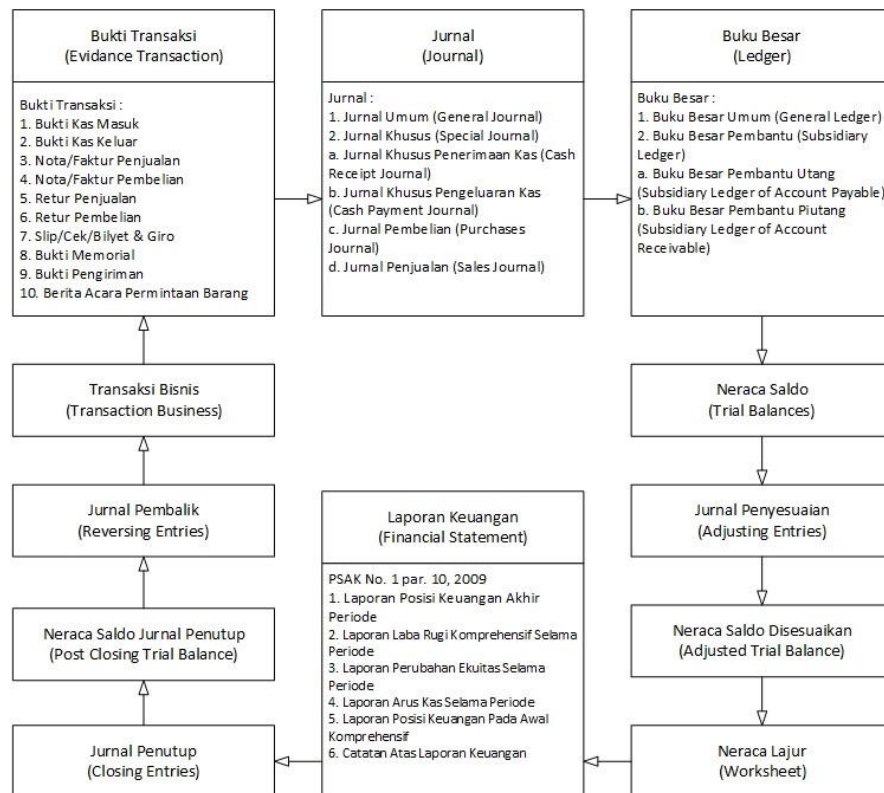 Bukti Transaksi
(Evidance Transaction)
Bukti Transaksi :
1. Bukti Kas Masuk
2. Bukti Kas Keluar
3. Nota/Faktur Penjualan
4. Nota/Faktur Pembelian
5. Retur Penjualan
6. Retur Pembelian
7. Slip/Cek/Bilyet & Giro
8. Bukti Memorial
9. Bukti Pengiriman
10. Berita Acara Permintaan Barang
Jurnal
(Journal)
Jurnal :
1. Jurnal Umum (General Journal)
2. Jurnal Khusus (Special Journal)
a. Jurnal Khusus Penerimaan Kas (Cash
Receipt Journal)
b. Jurnal Khusus Pengeluaran Kas
(Cash Payment Journal)
c. Jurnal Pembelian (Purchases
Journal)
d. Jurnal Penjualan (Sales Journal)
Buku Besar
(Ledger)
Buku Besar :
1. Buku Besar Umum (General Ledger)
2. Buku Besar Pembantu (Subsidiary
Ledger)
a. Buku Besar Pembantu Utang
(Subsidiary Ledger of Account Payable)
b. Buku Besar Pembantu Piutang
(Subsidiary Ledger of Account
Receivable)
Neraca Saldo
(Trial Balances)
Jurnal Penyesuaian
(Adjusting Entries)
Neraca Saldo Disesuaikan
(Adjusted Trial Balance)
Neraca Lajur
(Worksheet)
Laporan Keuangan
(Financial Statement)
PSAK No. 1 par. 10, 2009
1. Laporan Posisi Keuangan Akhir
Periode
2. Laporan Laba Rugi Komprehensif Selama
Periode
3. Laporan Perubahan Ekuitas Selama
Periode
4. Laporan Arus Kas Selama Periode
5. Laporan Posisi Keuangan Pada Awal
Komprehensif
6. Catatan Atas Laporan Keuangan
Jurnal Penutup
(Closing Entries)
Neraca Saldo Jurnal Penutup
(Post Closing Trial Balance)
Jurnal Pembalik
(Reversing Entries)
Transaksi Bisnis
(Transaction Business)